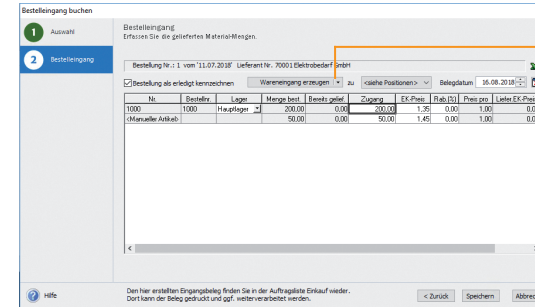 Bestelleingang buchen
1 Auswahl
2 Bestelleingang
Bestelleingang
Erfassen Sie die gelieferten Material-Mengen.
Bestellung Nr.: 1 vom '11.07.2018' Lieferant Nr. 70001 Elektrobedarf GmbH
Bestellung als erledigt kennzeichnen Wareneingang erzeugen zu <siehe Positionen> Belegdatum 16.08.2018
Nr. Bestellnr. Lager Menge best. Bereits gelief. Zugang EK-Preis Rab.[%] Preis pro Liefer.EK-Preis
1000 1000 Hauptlager 200,00 0,00 200,00 1,35 0,00 1,00 0,0
<Manueller Artikel> 50,00 0,00 50,00 1,45 0,00 1,00 0,0
Hilfe
Den hier erstellten Eingangsbeleg finden Sie in der Auftragsliste Einkauf wieder.
Dort kann der Beleg gedruckt und ggf. weiterverarbeitet werden.
< Zurück Speichern Abbrec